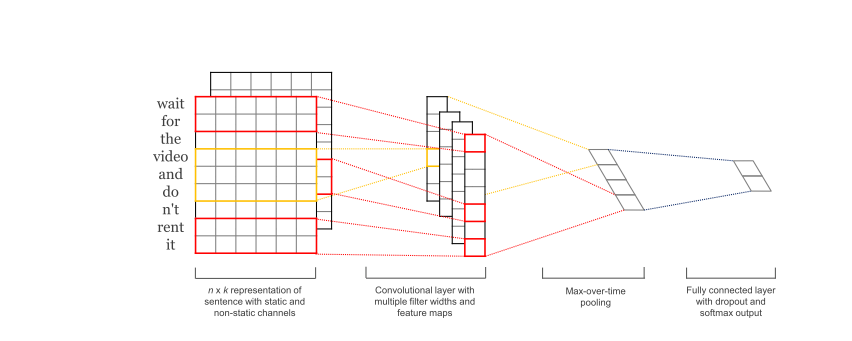 wait
for
the
video
and
do
n't
rent
it
n x k representation of
sentence with static and
non-static channels
Convolutional layer with
multiple filter widths and
feature maps
Max-over-time
pooling
Fully connected layer
with dropout and
softmax output